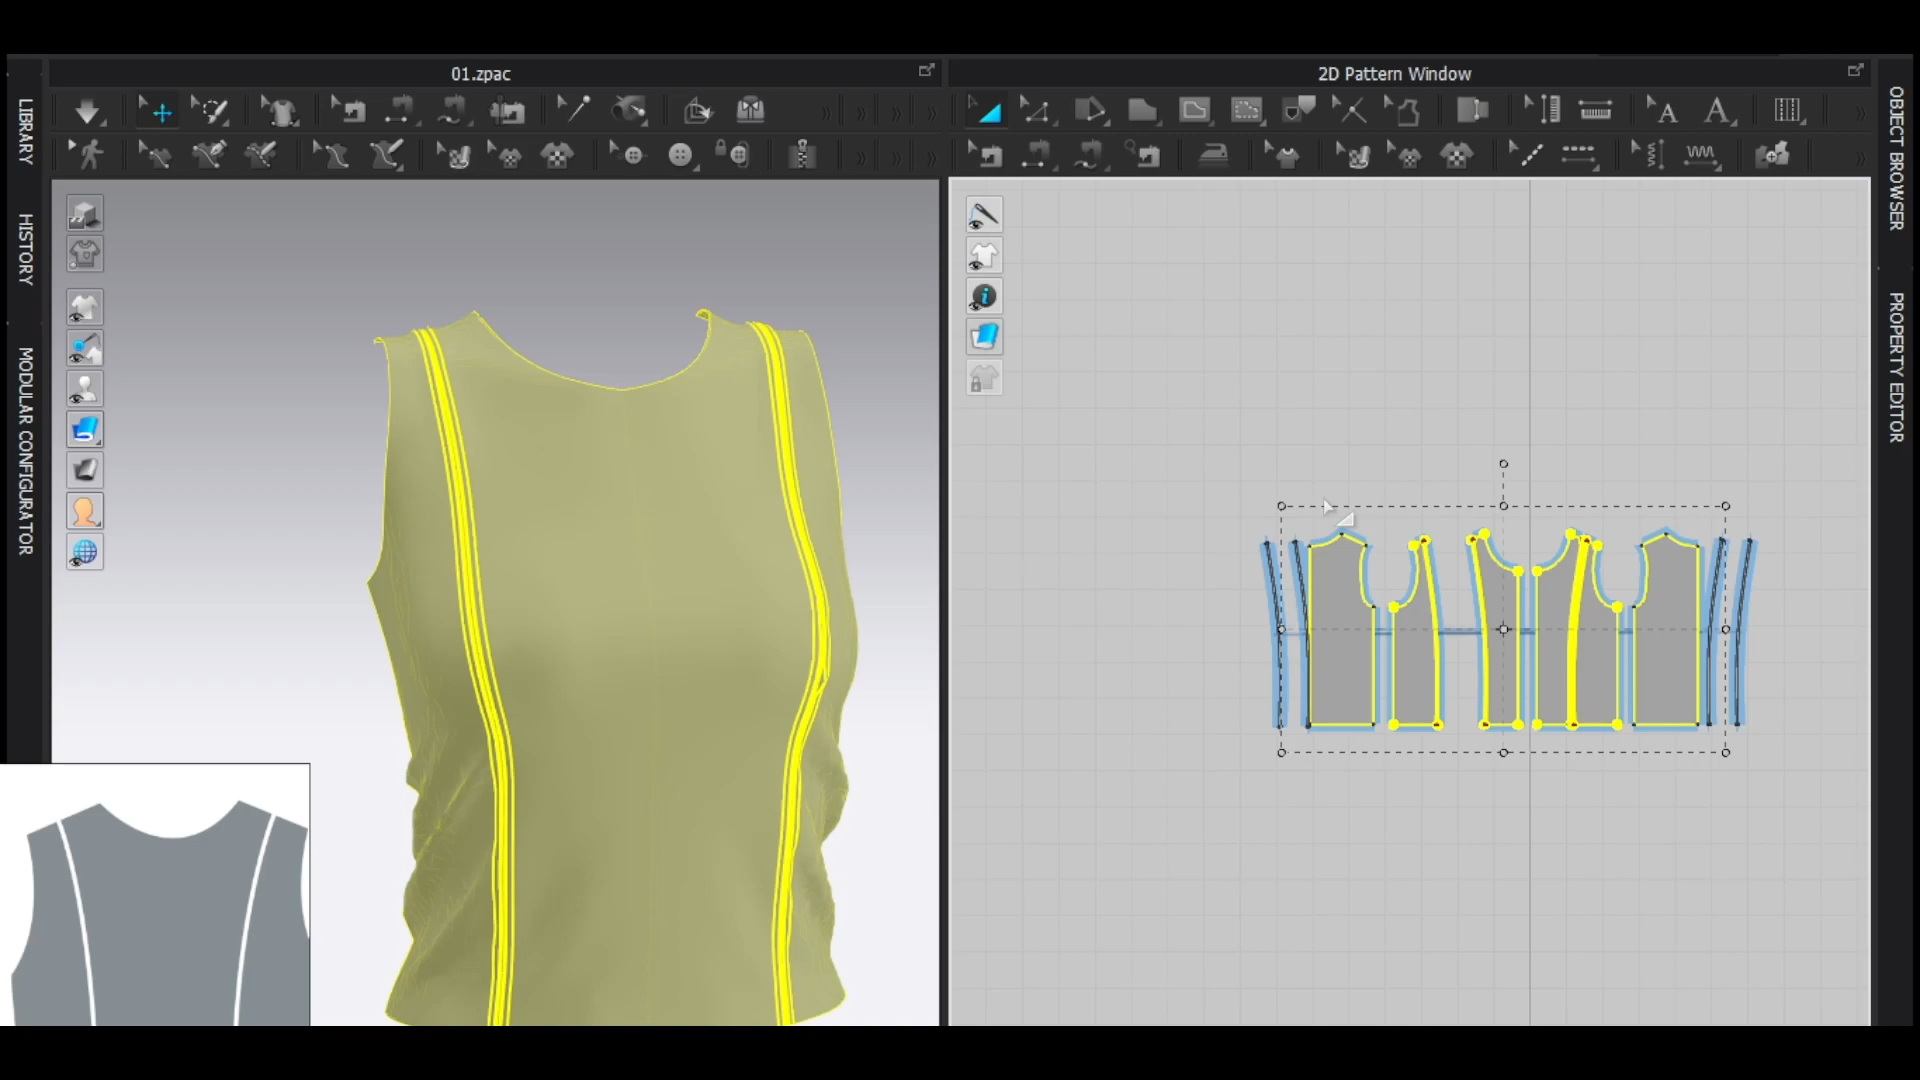 01.zpac
2D Pattern Window
LIBRARY
HISTORY
MODULAR CONFIGURATOR
OBJECT BROWSER
PROPERTY EDITOR